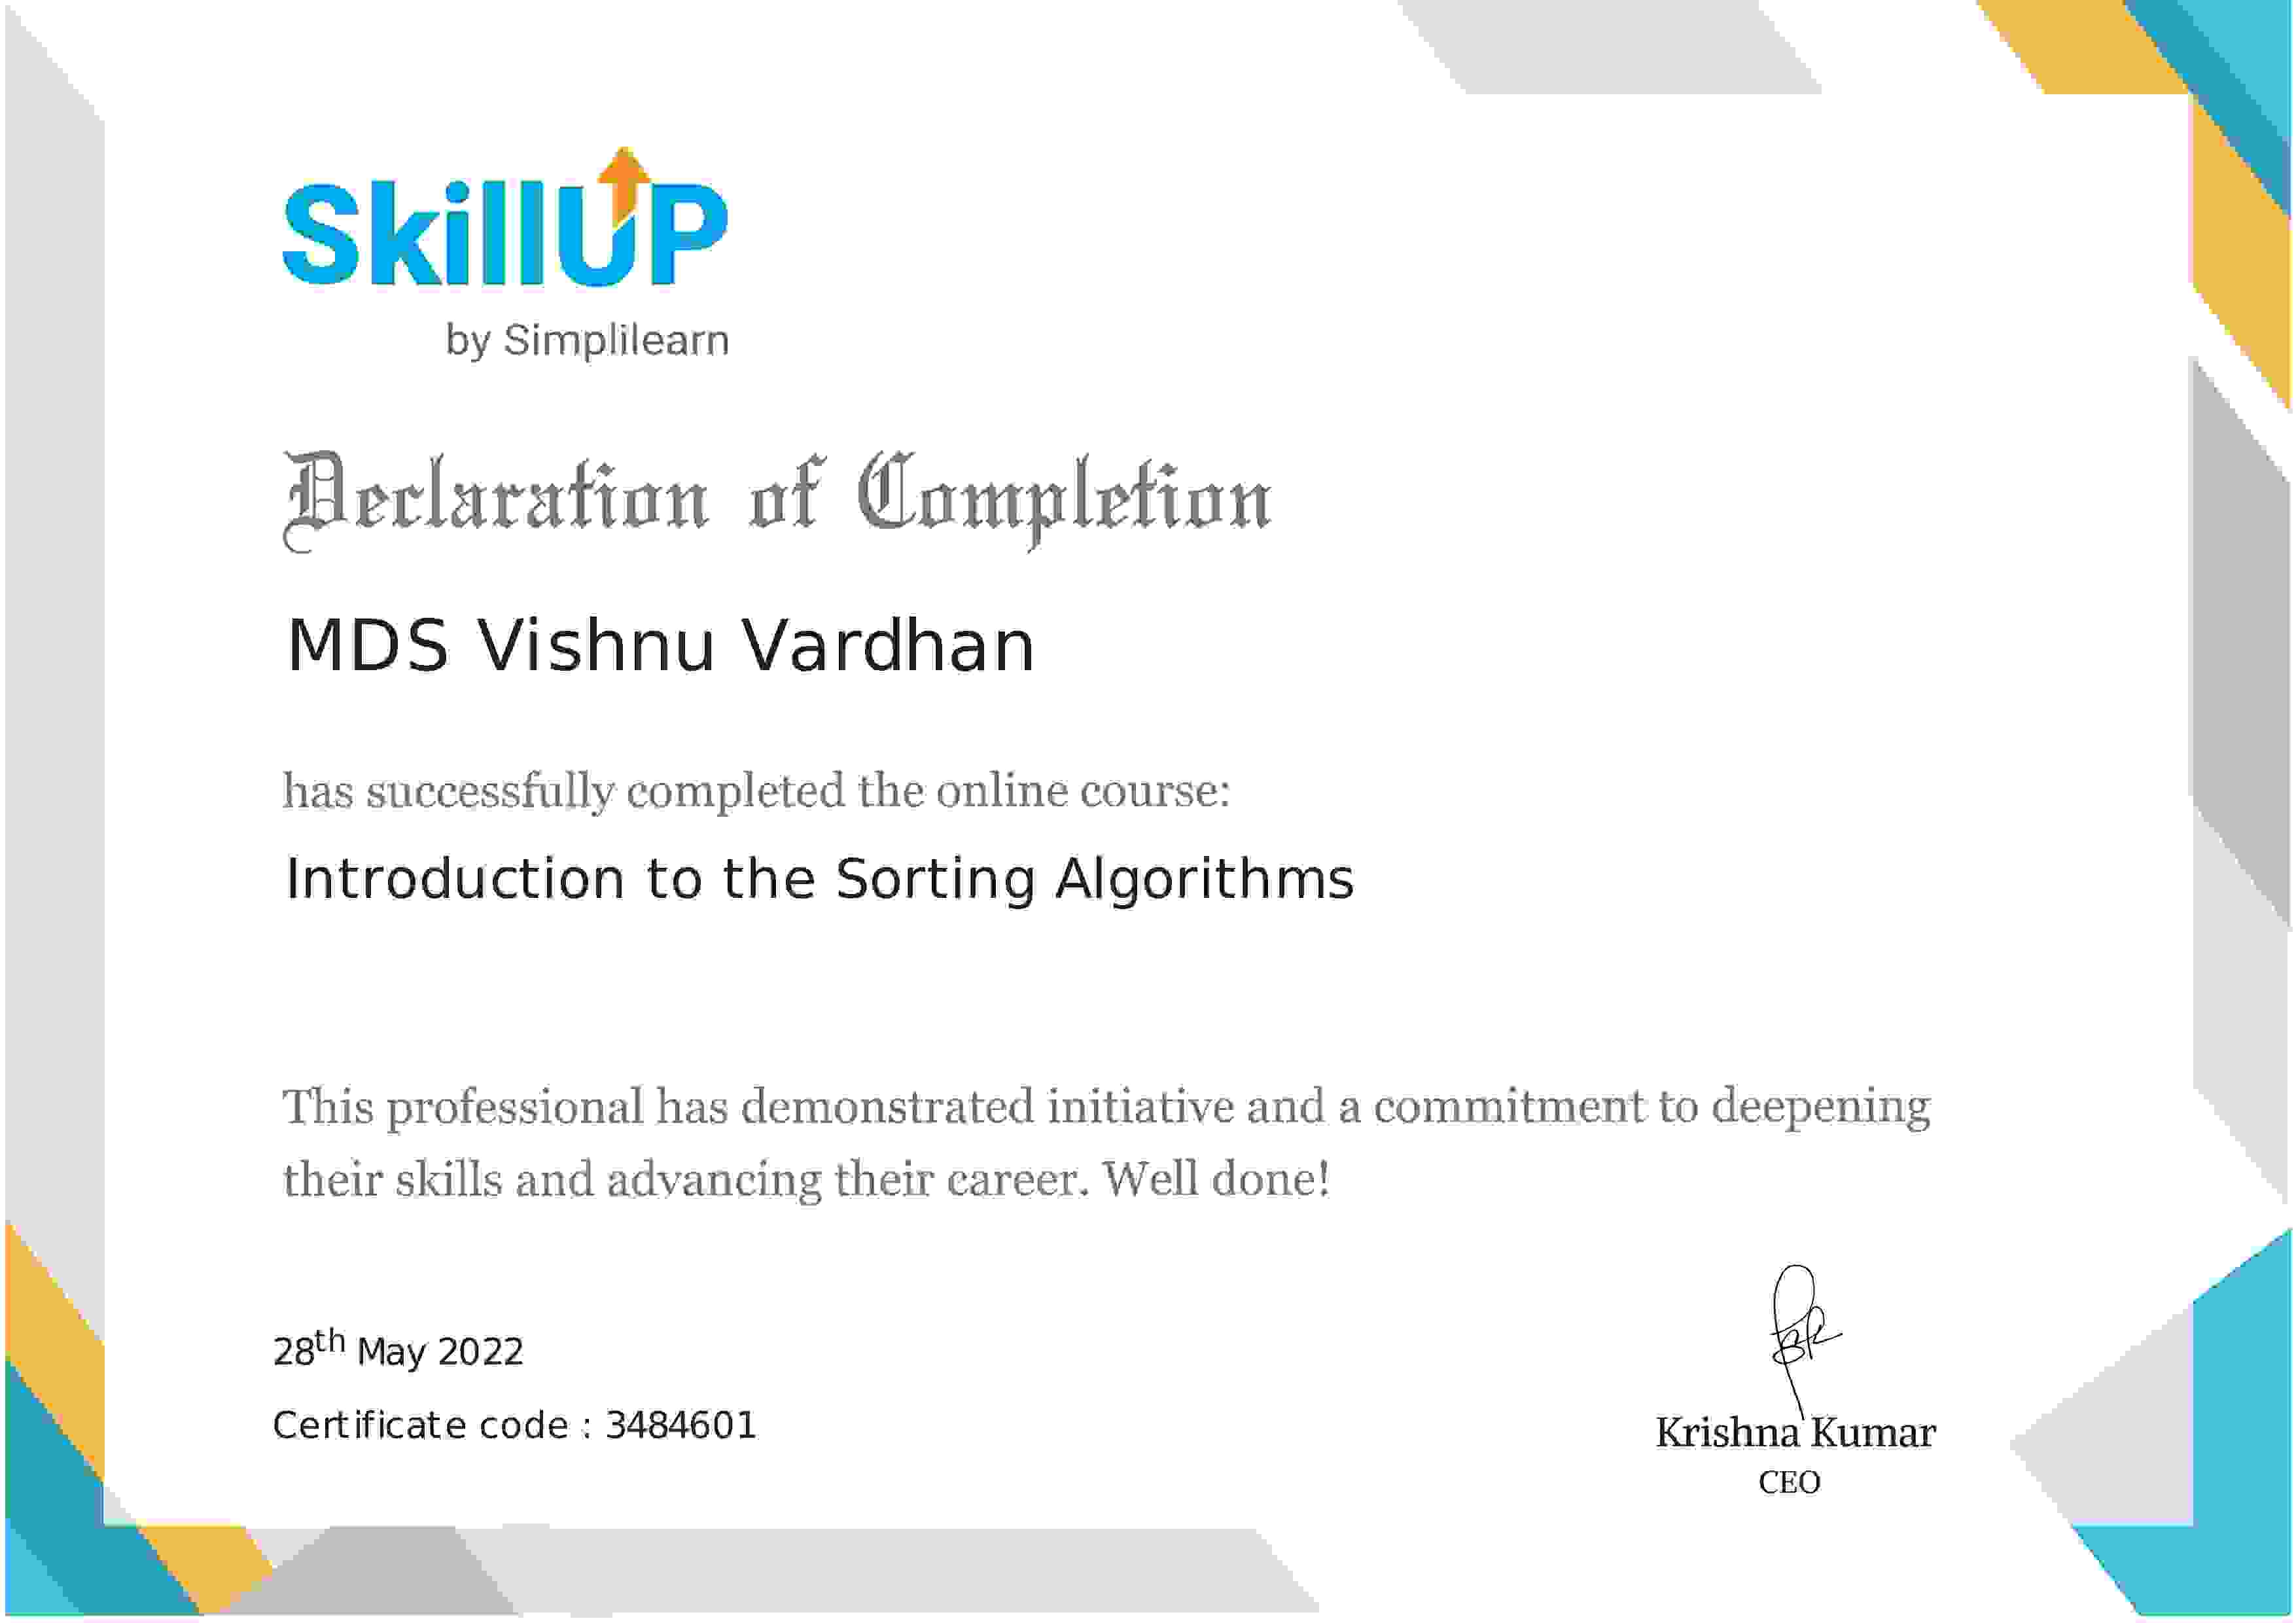 SkillUP
by Simplilearn
Declaration of Completion
MDS Vishnu Vardhan
has successfully completed the online course:
Introduction to the Sorting Algorithms
This professional has demonstrated initiative and a commitment to deepening
their skills and advancing their career. Well done!
28th May 2022
Certificate code : 3484601
Krishna Kumar
CEO